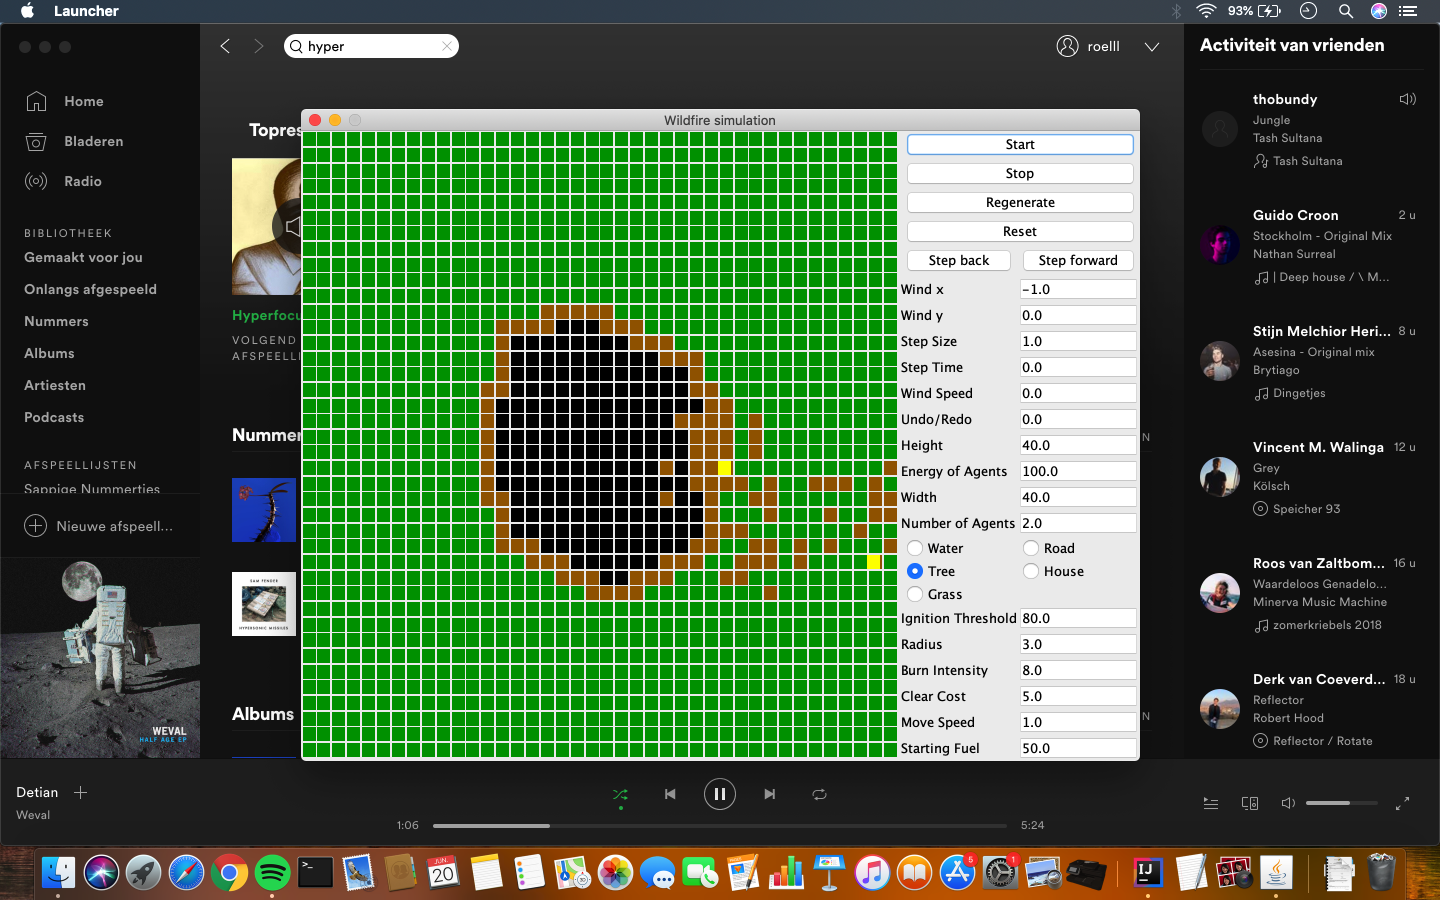 Launcher
93%
hyper
roelll
Home
Bladeren
Radio
BIBLIOTHEEK
Gemaakt voor jou
Onlangs afgespeeld
Nummers
Albums
Artiesten
Podcasts
AFSPEELLIJSTEN
Sappige Nummerties
Nieuwe afspeell...
WEVAL
HALF AGE EP
Topres
Hyperfocu
VOLGEND
AFSPEELLI
Nummer
N
SAM FENDER
HYPERSONIC MISSILES
Albums
N
Wildfire simulation
Start
Stop
Regenerate
Reset
Step back
Step forward
Wind x
-1.0
Wind y
0.0
Step Size
1.0
Step Time
0.0
Wind Speed
0.0
Undo/Redo
0.0
Height
40.0
Energy of Agents
100.0
Width
40.0
Number of Agents
2.0
Water
Road
Tree
House
Grass
Ignition Threshold
80.0
Radius
3.0
Burn Intensity
8.0
Clear Cost
5.0
Move Speed
1.0
Starting Fuel
50.0
Activiteit van vrienden
thobundy
Jungle
Tash Sultana
Tash Sultana
Guido Croon
2 u
Stockholm - Original Mix
Nathan Surreal
| Deep house / \ M...
Stijn Melchior Heri...
8 u
Asesina - Original mix
Brytiago
Dingetjes
Vincent M. Walinga
12 u
Grey
Kölsch
Speicher 93
Roos van Zaltbom...
16 u
Waardeloos Genadelo...
Minerva Music Machine
zomerkriebels 2018
Derk van Coeverd...
18 u
Reflector
Robert Hood
Reflector / Rotate
Detian
Weval
1:06
5:24
JUN.
20
5
1
IJ